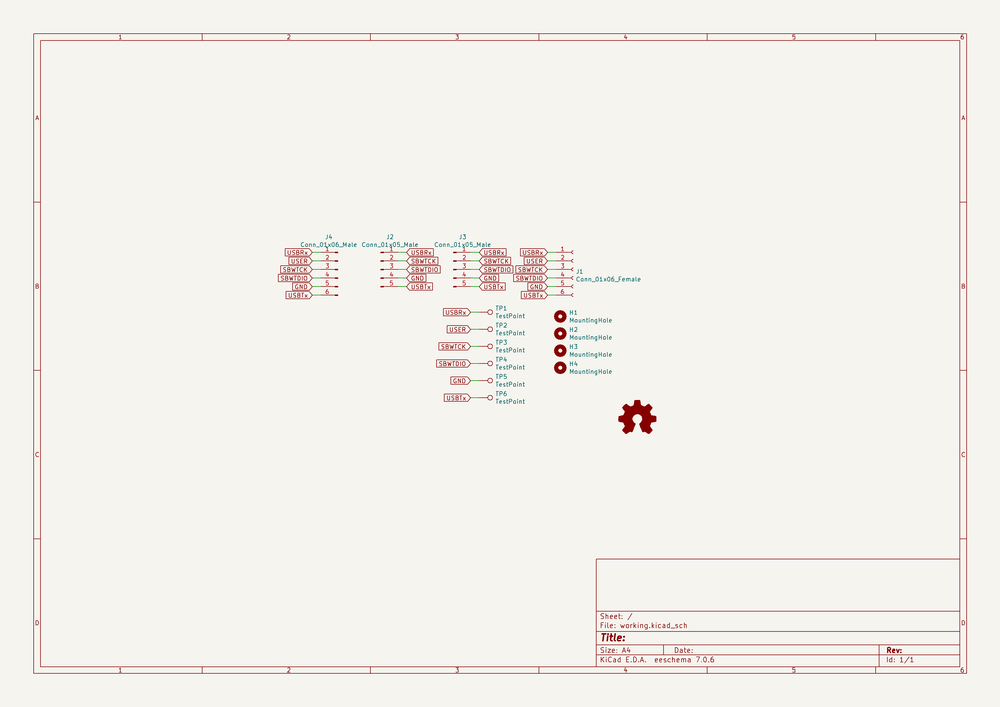 1 2 3 4 5 6
A A
J4
Conn_01x06_Male
USBRx 1
USER 2
SBWTCK 3
SBWTDIO 4
GND 5
USBTx 6
J2
Conn_01x05_Male
1 USBRx
2 SBWTCK
3 SBWTDIO
4 GND
5 USBTx
J3
Conn_01x05_Male
1 USBRx
2 SBWTCK
3 SBWTDIO
4 GND
5 USBTx
USBRx 1
USER 2
SBWTCK 3
SBWTDIO 4
GND 5
USBTx 6
J1
Conn_01x06_Female
B B
USBRx TP1
TestPoint
USER TP2
TestPoint
SBWTCK TP3
TestPoint
SBWTDIO TP4
TestPoint
GND TP5
TestPoint
USBTx TP6
TestPoint
H1
MountingHole
H2
MountingHole
H3
MountingHole
H4
MountingHole
C C
D D
Sheet: /
File: working.kicad_sch
Title:
Size: A4 Date: Rev:
KiCad E.D.A. eeschema 7.0.6 Id: 1/1
1 2 3 4 5 6